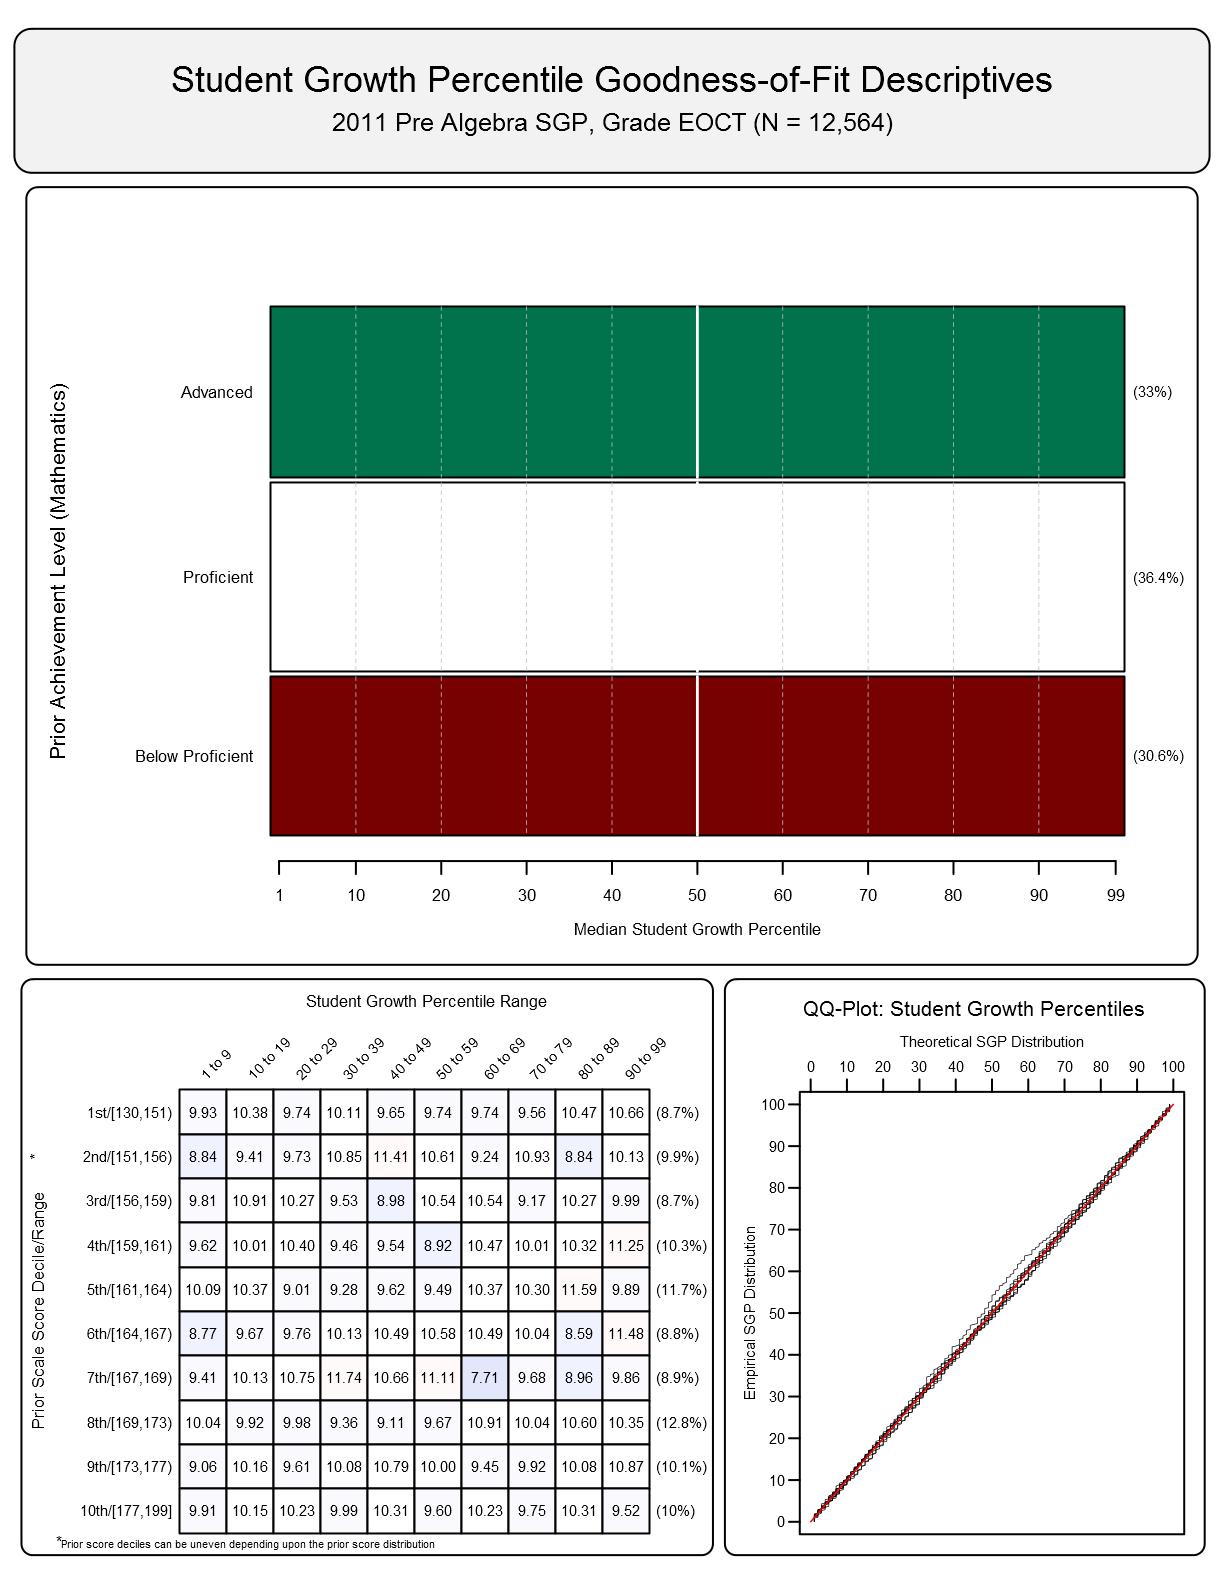 Student Growth Percentile Goodness-of-Fit Descriptives
2011 Pre Algebra SGP, Grade EOCT (N = 12,564)
Prior Achievement Level (Mathematics)
Advanced (33%)
Proficient (36.4%)
Below Proficient (30.6%)
1 10 20 30 40 50 60 70 80 90 99
Median Student Growth Percentile
Student Growth Percentile Range
1 to 9 10 to 19 20 to 29 30 to 39 40 to 49 50 to 59 60 to 69 70 to 79 80 to 89 90 to 99
* Prior Scale Score Decile/Range
1st/[130,151) 9.93 10.38 9.74 10.11 9.65 9.74 9.74 9.56 10.47 10.66 (8.7%)
2nd/[151,156) 8.84 9.41 9.73 10.85 11.41 10.61 9.24 10.93 8.84 10.13 (9.9%)
3rd/[156,159) 9.81 10.91 10.27 9.53 8.98 10.54 10.54 9.17 10.27 9.99 (8.7%)
4th/[159,161) 9.62 10.01 10.40 9.46 9.54 8.92 10.47 10.01 10.32 11.25 (10.3%)
5th/[161,164) 10.09 10.37 9.01 9.28 9.62 9.49 10.37 10.30 11.59 9.89 (11.7%)
6th/[164,167) 8.77 9.67 9.76 10.13 10.49 10.58 10.49 10.04 8.59 11.48 (8.8%)
7th/[167,169) 9.41 10.13 10.75 11.74 10.66 11.11 7.71 9.68 8.96 9.86 (8.9%)
8th/[169,173) 10.04 9.92 9.98 9.36 9.11 9.67 10.91 10.04 10.60 10.35 (12.8%)
9th/[173,177) 9.06 10.16 9.61 10.08 10.79 10.00 9.45 9.92 10.08 10.87 (10.1%)
10th/[177,199] 9.91 10.15 10.23 9.99 10.31 9.60 10.23 9.75 10.31 9.52 (10%)
*Prior score deciles can be uneven depending upon the prior score distribution
QQ-Plot: Student Growth Percentiles
Theoretical SGP Distribution
0 10 20 30 40 50 60 70 80 90 100
Empirical SGP Distribution
100
90
80
70
60
50
40
30
20
10
0